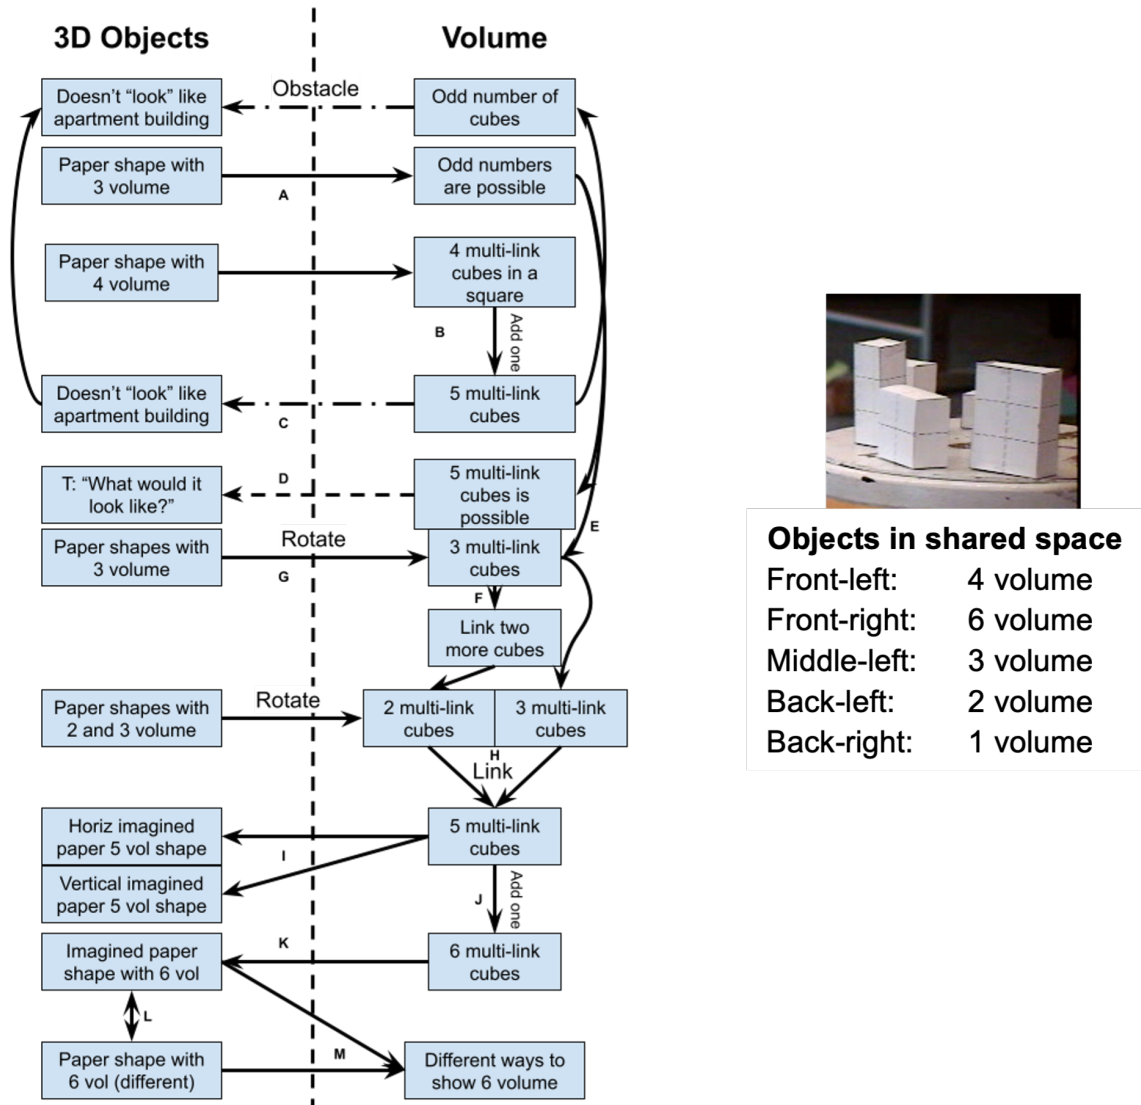 3D Objects
Volume
Doesn't “look” like
apartment building
Obstacle
Odd number of
cubes
Paper shape with
3 volume
A
Odd numbers
are possible
Paper shape with
4 volume
4 multi-link
cubes in a
square
B
Add one
Doesn't “look” like
apartment building
C
5 multi-link
cubes
T: “What would it
look like?”
D
5 multi-link
cubes is
possible
E
Paper shapes with
3 volume
Rotate
G
3 multi-link
cubes
F
Link two
more cubes
Paper shapes with
2 and 3 volume
Rotate
2 multi-link
cubes
3 multi-link
cubes
H
Link
Horiz imagined
paper 5 vol shape
Vertical imagined
paper 5 vol shape
I
5 multi-link
cubes
J
Add one
Imagined paper
shape with 6 vol
K
6 multi-link
cubes
L
Paper shape with
6 vol (different)
M
Different ways to
show 6 volume
Objects in shared space
Front-left: 4 volume
Front-right: 6 volume
Middle-left: 3 volume
Back-left: 2 volume
Back-right: 1 volume